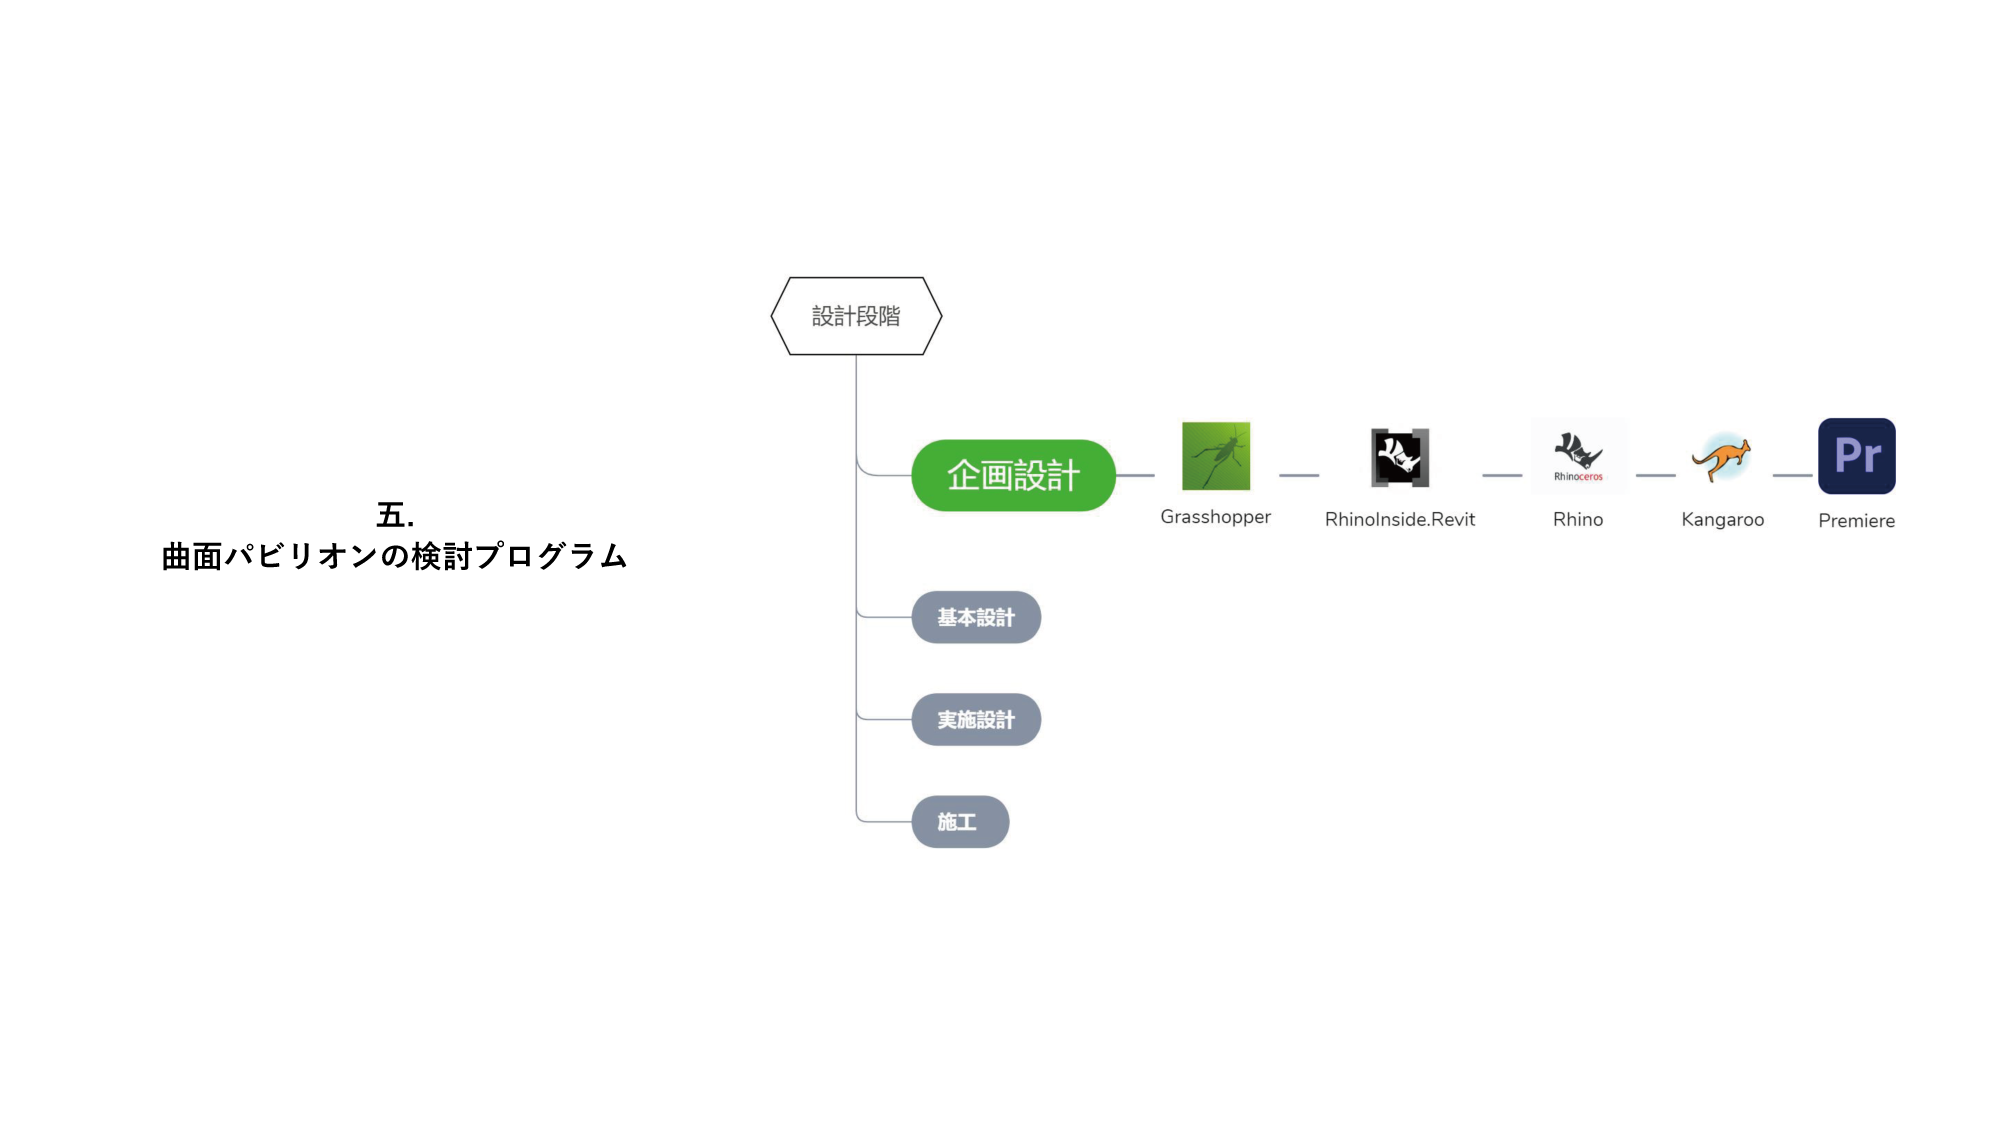 五.
曲面パビリオンの検討プログラム
設計段階
企画設計
Grasshopper
RhinoInside.Revit
Rhinoceros
Rhino
Kangaroo
Pr
Premiere
基本設計
実施設計
施工